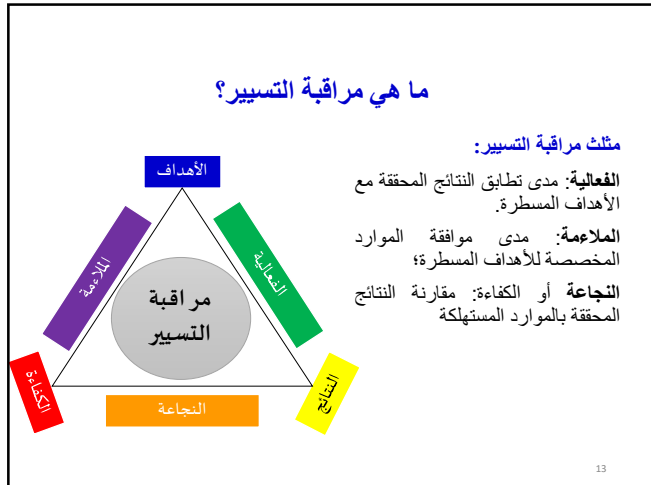 ما هي مراقبة التسيير؟
مثلث مراقبة التسيير:
الفعالية: مدى تطابق النتائج المحققة مع
الأهداف المسطرة.
الملاءمة: مدى موافقة الموارد
المخصصة للأهداف المسطرة؛
النجاعة أو الكفاءة: مقارنة النتائج
المحققة بالموارد المستهلكة
الأهداف
الفعالية
الملاءمة
مراقبة
التسيير
النتائج
الكفاءة
النجاعة
13